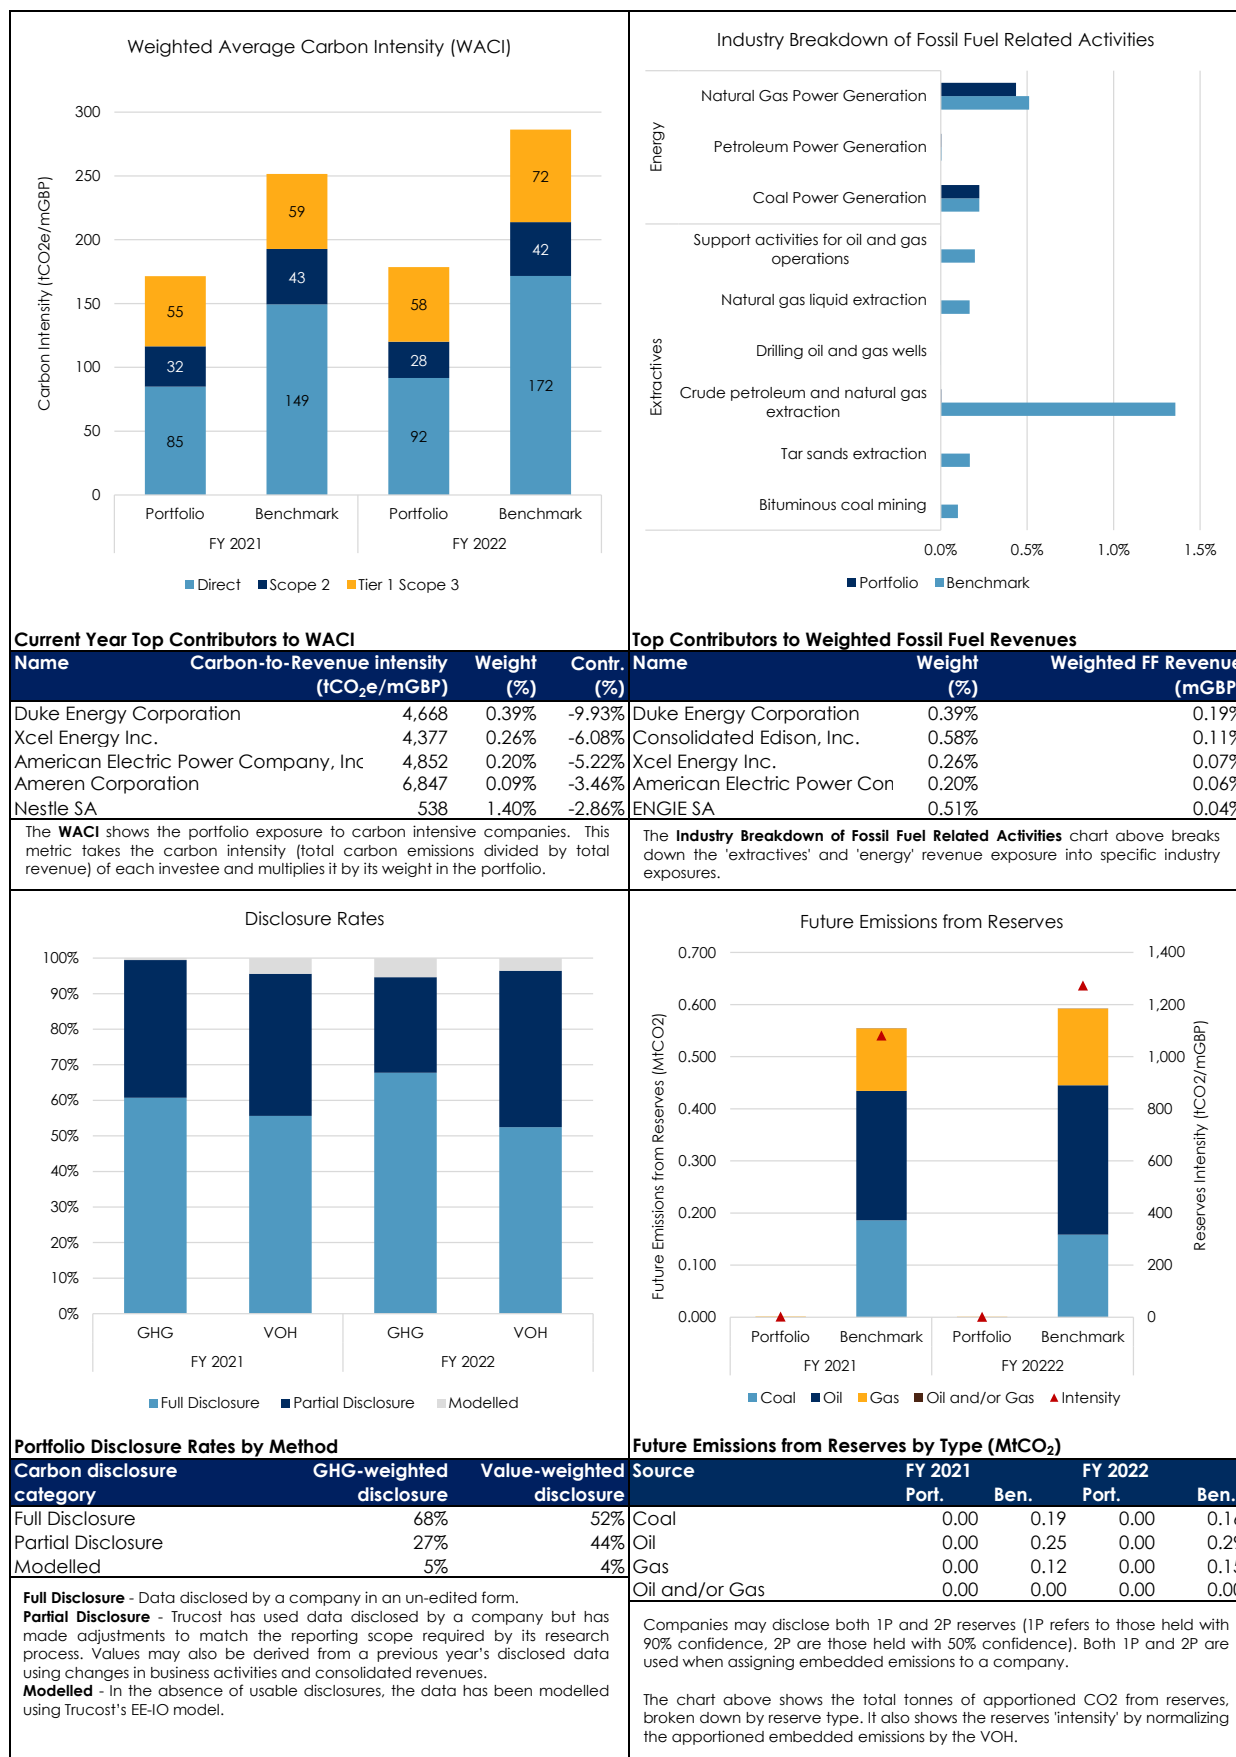 Weighted Average Carbon Intensity (WACI)
Carbon Intensity (tCO2e/mGBP)
300
250
200
150
100
50
0
55
32
85
59
43
149
58
28
92
72
42
172
Portfolio Benchmark Portfolio Benchmark
FY 2021 FY 2022
Direct Scope 2 Tier 1 Scope 3
Industry Breakdown of Fossil Fuel Related Activities
Energy
Natural Gas Power Generation
Petroleum Power Generation
Coal Power Generation
Extractives
Support activities for oil and gas
operations
Natural gas liquid extraction
Drilling oil and gas wells
Crude petroleum and natural gas
extraction
Tar sands extraction
Bituminous coal mining
0.0% 0.5% 1.0% 1.5%
Portfolio Benchmark
Current Year Top Contributors to WACI
Name Carbon-to-Revenue intensity Weight Contr.
(tCO2e/mGBP) (%) (%)
Duke Energy Corporation 4,668 0.39% -9.93%
Xcel Energy Inc. 4,377 0.26% -6.08%
American Electric Power Company, Inc 4,852 0.20% -5.22%
Ameren Corporation 6,847 0.09% -3.46%
Nestle SA 538 1.40% -2.86%
The WACI shows the portfolio exposure to carbon intensive companies. This
metric takes the carbon intensity (total carbon emissions divided by total
revenue) of each investee and multiplies it by its weight in the portfolio.
Top Contributors to Weighted Fossil Fuel Revenues
Name Weight Weighted FF Revenue
(%) (mGBP
Duke Energy Corporation 0.39% 0.19%
Consolidated Edison, Inc. 0.58% 0.11%
Xcel Energy Inc. 0.26% 0.07%
American Electric Power Com 0.20% 0.06%
ENGIE SA 0.51% 0.04%
The Industry Breakdown of Fossil Fuel Related Activities chart above breaks
down the 'extractives' and 'energy' revenue exposure into specific industry
exposures.
Disclosure Rates
100%
90%
80%
70%
60%
50%
40%
30%
20%
10%
0%
GHG VOH GHG VOH
FY 2021 FY 2022
Full Disclosure Partial Disclosure Modelled
Future Emissions from Reserves
Future Emissions from Reserves (MtCO2)
0.700
0.600
0.500
0.400
0.300
0.200
0.100
0.000
1,400
1,200
1,000
800
600
400
200
0
Reserves Intensity (tCO2/mGBP)
Portfolio Benchmark Portfolio Benchmark
FY 2021 FY 20222
Coal Oil Gas Oil and/or Gas Intensity
Portfolio Disclosure Rates by Method
Carbon disclosure GHG-weighted Value-weighted
category disclosure disclosure
Full Disclosure 68% 52%
Partial Disclosure 27% 44%
Modelled 5% 4%
Full Disclosure - Data disclosed by a company in an un-edited form.
Partial Disclosure - Trucost has used data disclosed by a company but has
made adjustments to match the reporting scope required by its research
process. Values may also be derived from a previous year's disclosed data
using changes in business activities and consolidated revenues.
Modelled - In the absence of usable disclosures, the data has been modelled
using Trucost's EE-IO model.
Future Emissions from Reserves by Type (MtCO2)
Source FY 2021 FY 2022
Port. Ben. Port. Ben.
Coal 0.00 0.19 0.00 0.16
Oil 0.00 0.25 0.00 0.29
Gas 0.00 0.12 0.00 0.15
Oil and/or Gas 0.00 0.00 0.00 0.00
Companies may disclose both 1P and 2P reserves (1P refers to those held with
90% confidence, 2P are those held with 50% confidence). Both 1P and 2P are
used when assigning embedded emissions to a company.
The chart above shows the total tonnes of apportioned CO2 from reserves,
broken down by reserve type. It also shows the reserves 'intensity' by normalizing
the apportioned embedded emissions by the VOH.